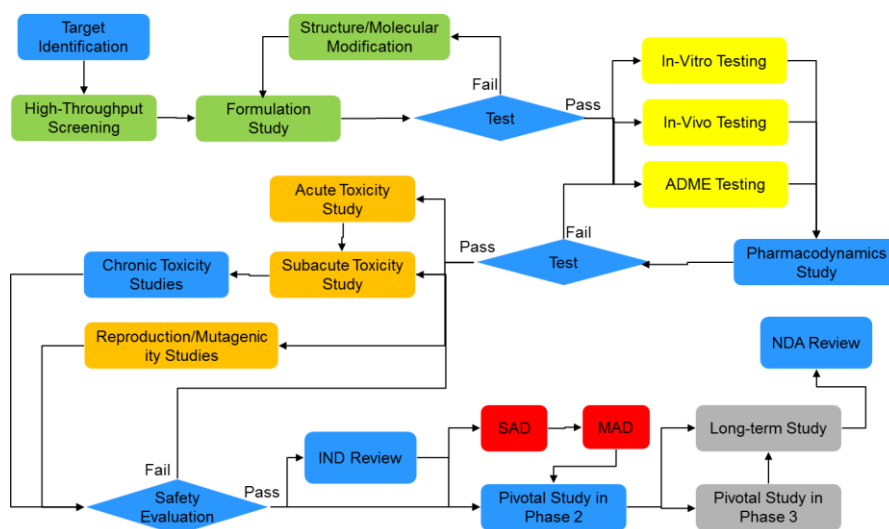 Target
Identification
Structure/Molecular
Modification
In-Vitro Testing
Fail
Pass
High-Throughput
Screening
Formulation
Study
Test
In-Vivo Testing
ADME Testing
Acute Toxicity
Study
Fail
Pass
Chronic Toxicity
Studies
Subacute Toxicity
Study
Test
Pharmacodynamics
Study
Reproduction/Mutagenic
ity Studies
NDA Review
SAD
MAD
Long-term Study
IND Review
Fail
Pass
Safety
Evaluation
Pivotal Study in
Phase 2
Pivotal Study in
Phase 3